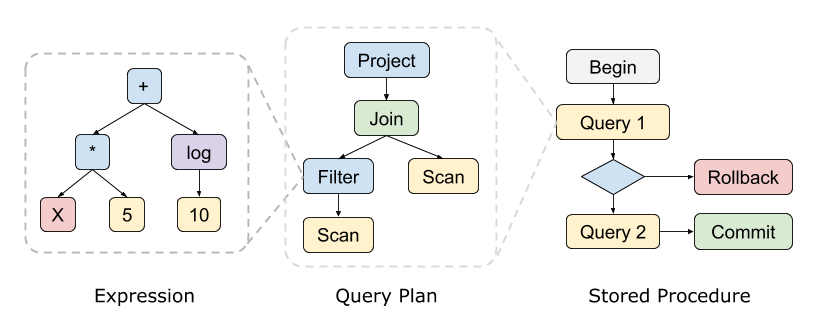 +
*
log
X
5
10
Expression
Project
Join
Filter
Scan
Scan
Query Plan
Begin
Query 1
Rollback
Query 2
Commit
Stored Procedure